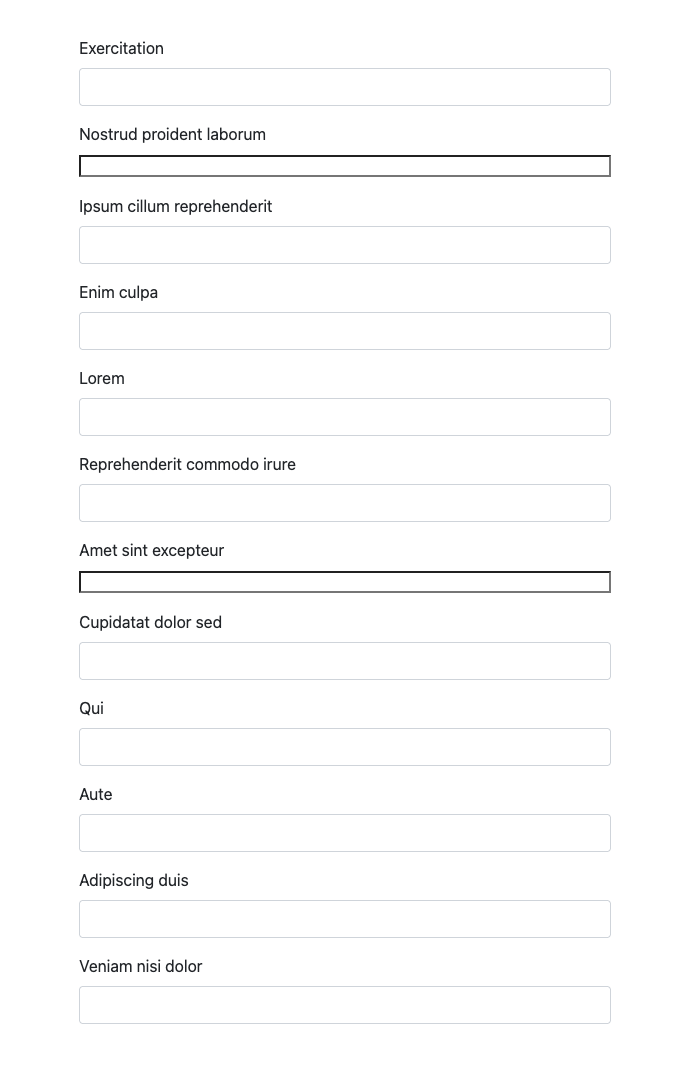 Exercitation
Nostrud proident laborum
Ipsum cillum reprehenderit
Enim culpa
Lorem
Reprehenderit commodo irure
Amet sint excepteur
Cupidatat dolor sed
Qui
Aute
Adipiscing duis
Veniam nisi dolor